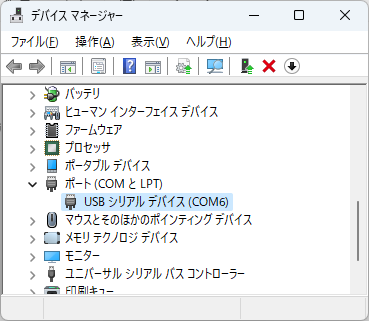 デバイス マネージャー
ファイル(F) 操作(A) 表示(V) ヘルプ(H)
バッテリ
ヒューマン インターフェイス デバイス
ファームウェア
プロセッサ
ポータブル デバイス
ポート (COM と LPT)
USB シリアル デバイス (COM6)
マウスとそのほかのポインティング デバイス
メモリ テクノロジ デバイス
モニター
ユニバーサル シリアル バス コントローラー
印刷キュー